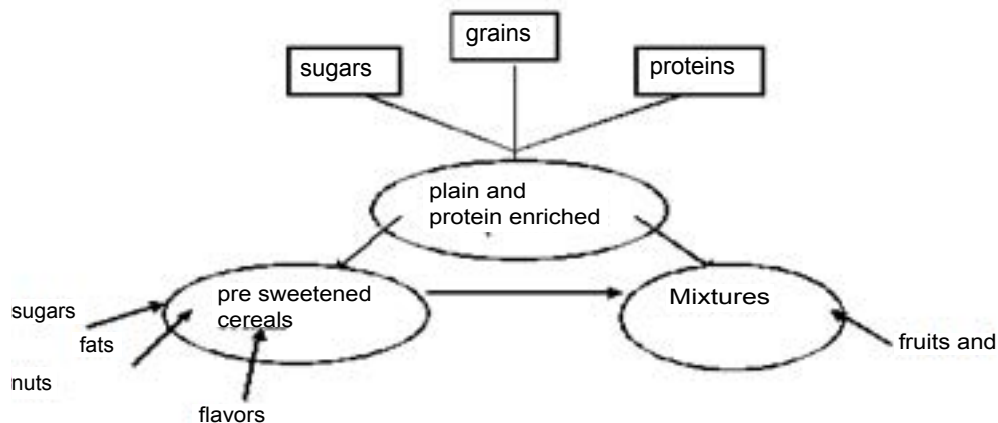 grains
sugars
proteins
plain and
protein enriched
pre sweetened
cereals
Mixtures
sugars
fats
nuts
flavors
fruits and